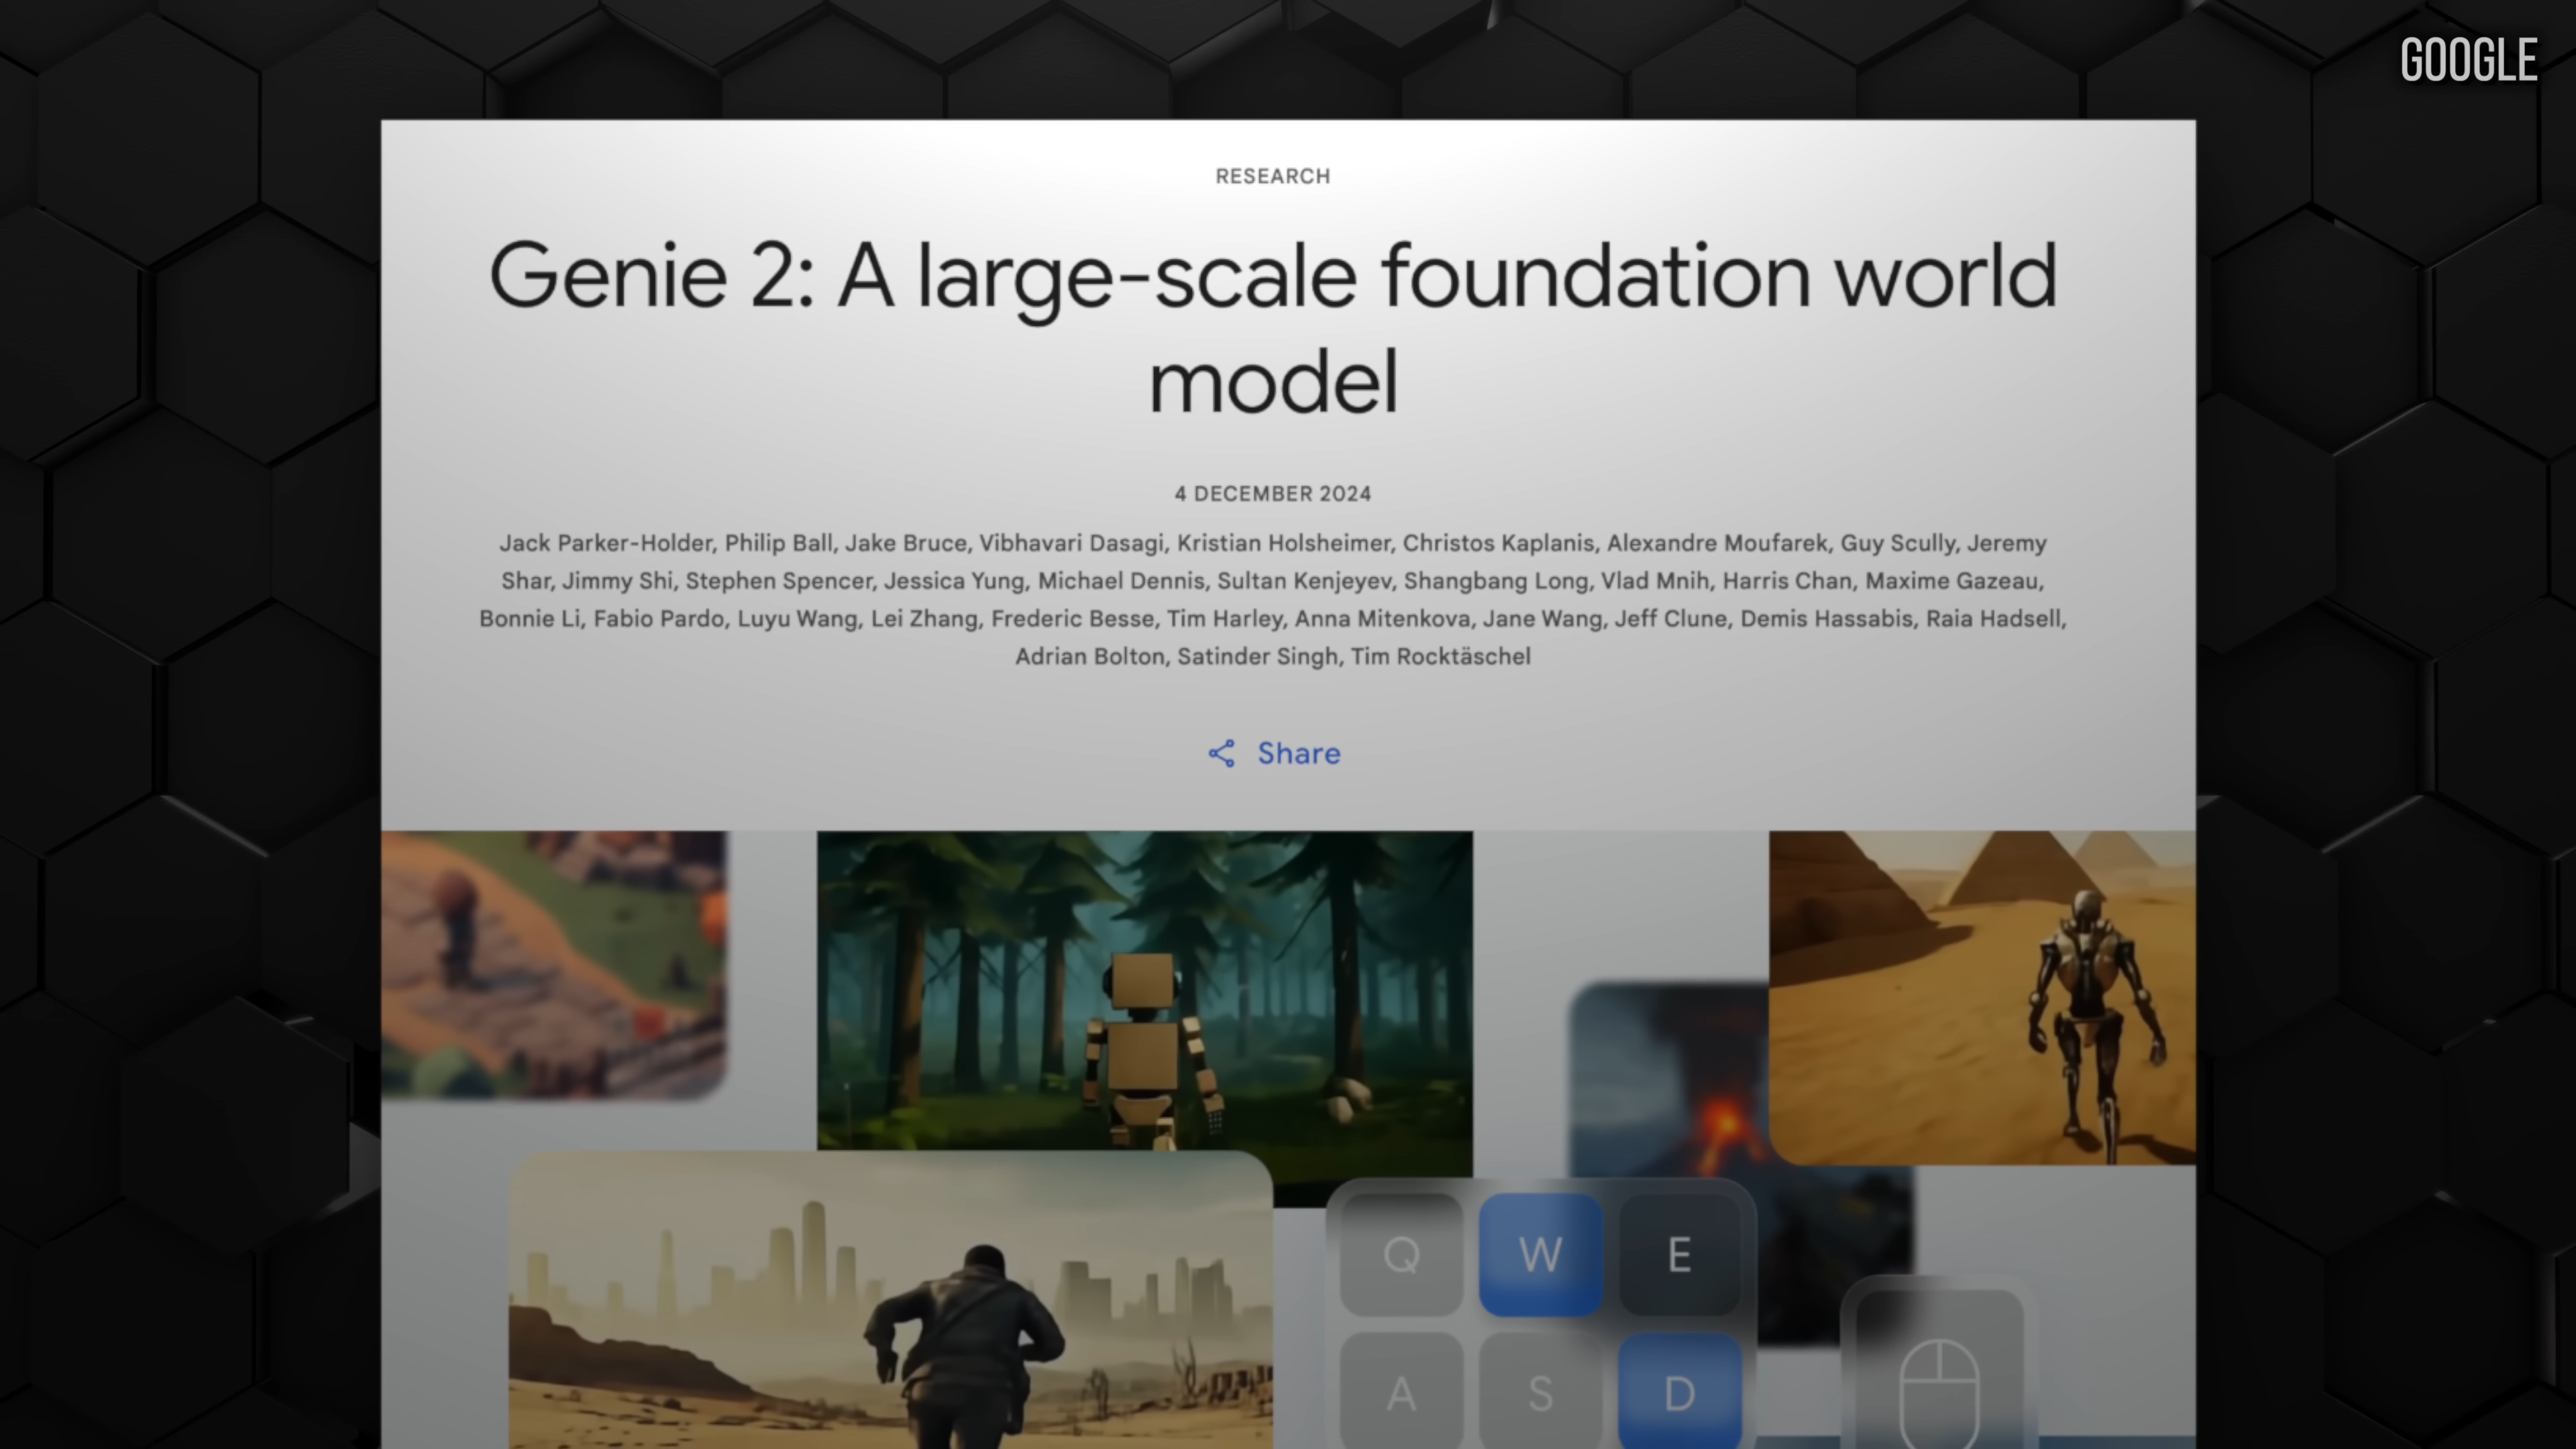 GOOGLE
RESEARCH
Genie 2: A large-scale foundation world
model
4 DECEMBER 2024
Jack Parker-Holder, Philip Ball, Jake Bruce, Vibhavari Dasagi, Kristian Holsheimer, Christos Kaplanis, Alexandre Moufarek, Guy Scully, Jeremy
Shar, Jimmy Shi, Stephen Spencer, Jessica Yung, Michael Dennis, Sultan Kenjeyev, Shangbang Long, Vlad Mnih, Harris Chan, Maxime Gazeau,
Bonnie Li, Fabio Pardo, Luyu Wang, Lei Zhang, Frederic Besse, Tim Harley, Anna Mitenkova, Jane Wang, Jeff Clune, Demis Hassabis, Raia Hadsell,
Adrian Bolton, Satinder Singh, Tim Rocktäschel
Share
Q W E
A S D